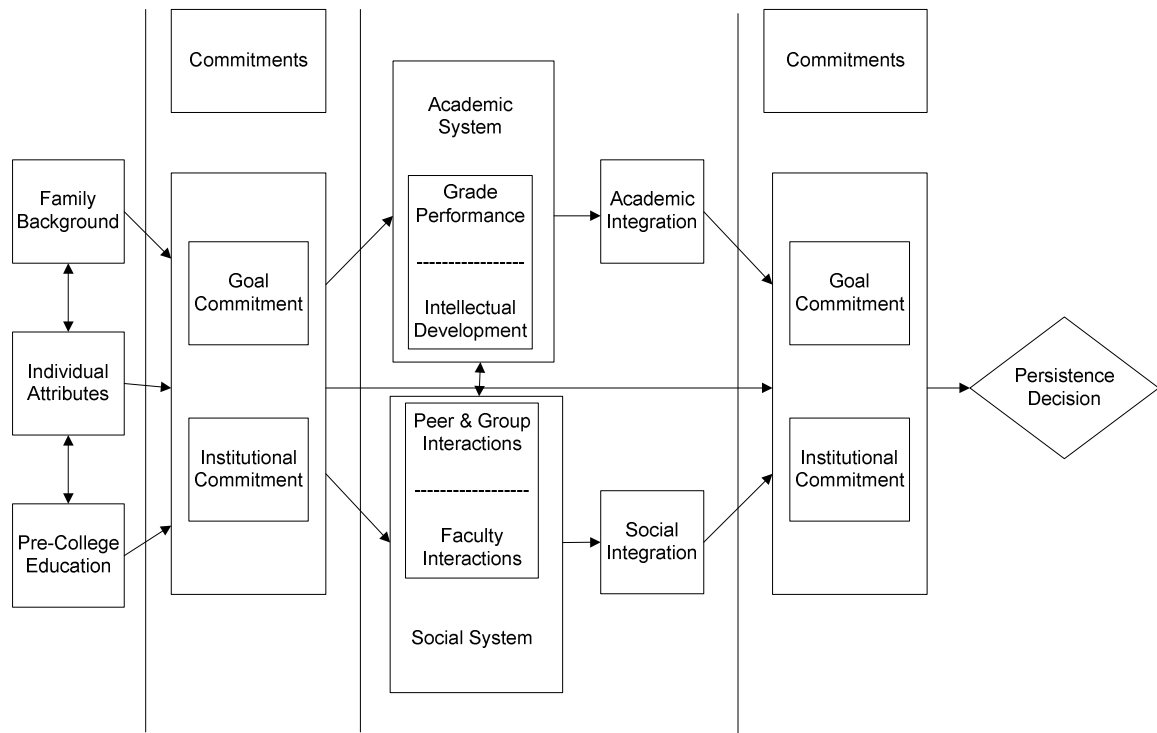 Commitments
Commitments
Academic
System
Family
Background
Grade
Performance
Academic
Integration
Goal
Commitment
Intellectual
Development
Goal
Commitment
Individual
Attributes
Persistence
Decision
Institutional
Commitment
Peer & Group
Interactions
Institutional
Commitment
Pre-College
Education
Faculty
Interactions
Social
Integration
Social System